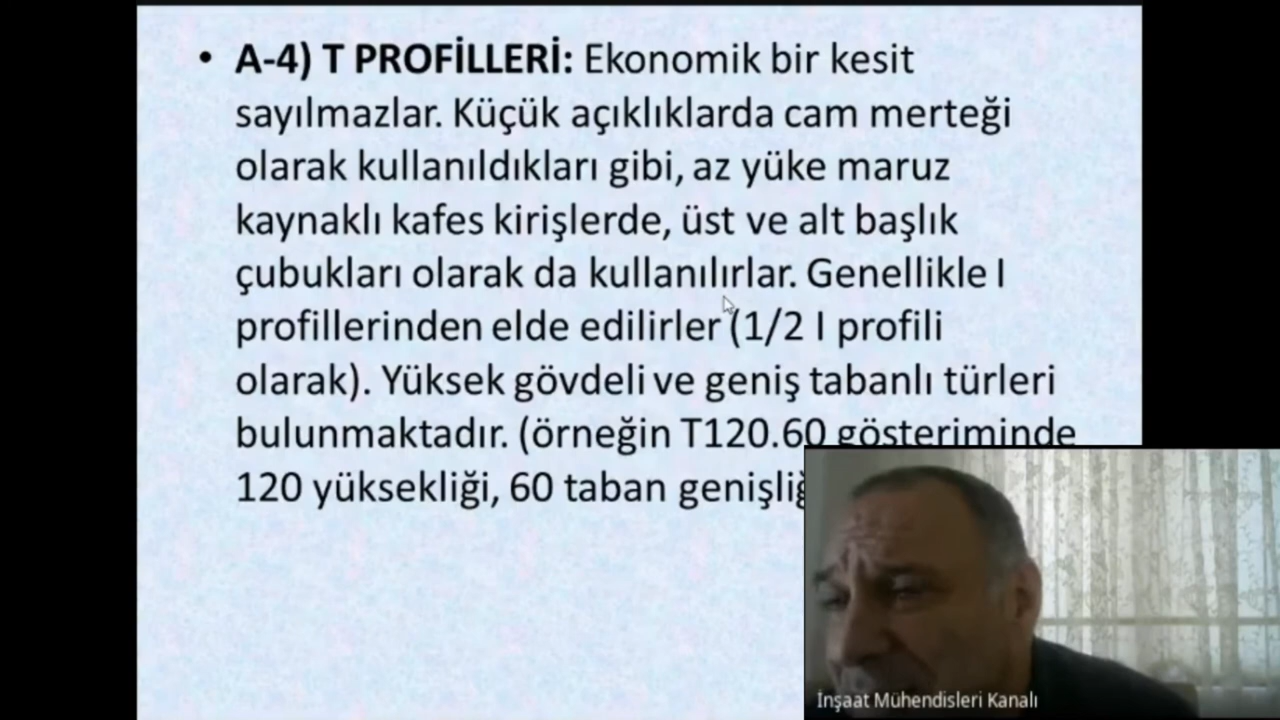 • A-4) T PROFİLLERİ: Ekonomik bir kesit
sayılmazlar. Küçük açıklıklarda cam merteği
olarak kullanıldıkları gibi, az yüke maruz
kaynaklı kafes kirişlerde, üst ve alt başlık
çubukları olarak da kullanılırlar. Genellikle I
profillerinden elde edilirler (1/2 I profili
olarak). Yüksek gövdeli ve geniş tabanlı türleri
bulunmaktadır. (örneğin T120.60 gösteriminde
120 yüksekliği, 60 taban
İnşaat Mühendisleri Kanalı